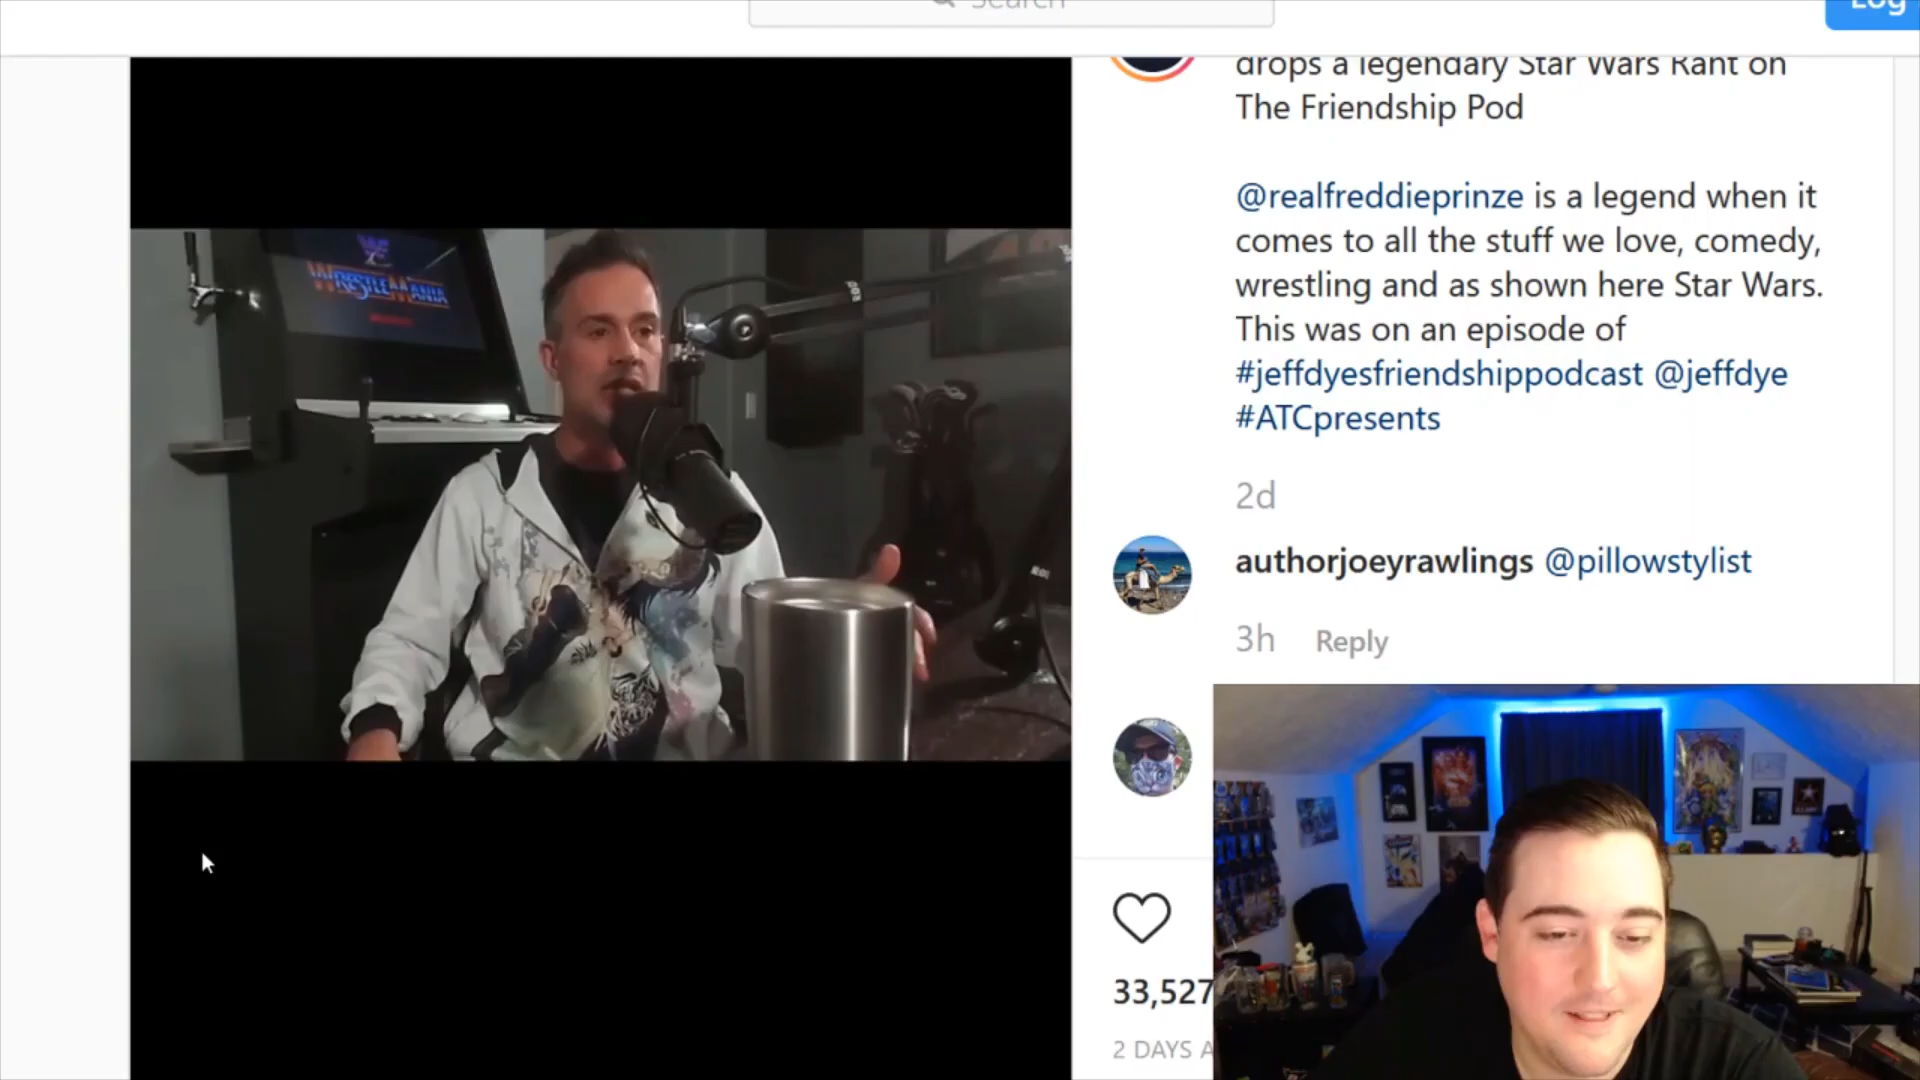 Search
Log
drops a legendary Star Wars Rant on
The Friendship Pod
@realfreddieprinze is a legend when it
comes to all the stuff we love, comedy,
wrestling and as shown here Star Wars.
This was on an episode of
#jeffdyesfriendshippodcast @jeffdye
#ATCpresents
2d
authorjoeyrawlings @pillowstylist
3h Reply
33,527
2 DAYS A
WRESTLEMANIA